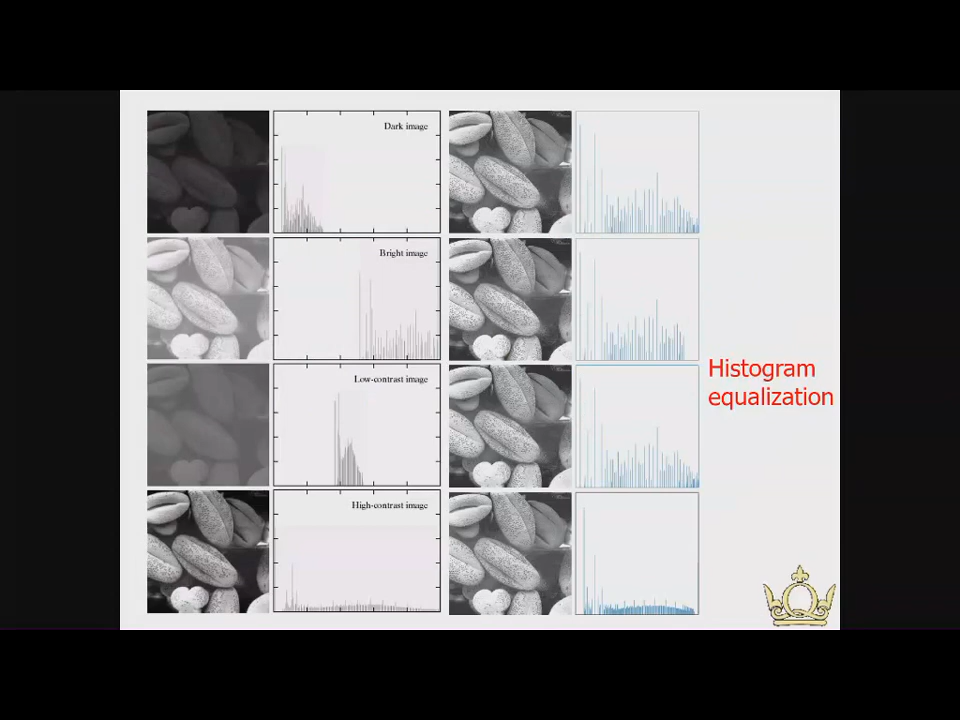 Dark image
Bright image
Low-contrast image
High-contrast image
Histogram
equalization